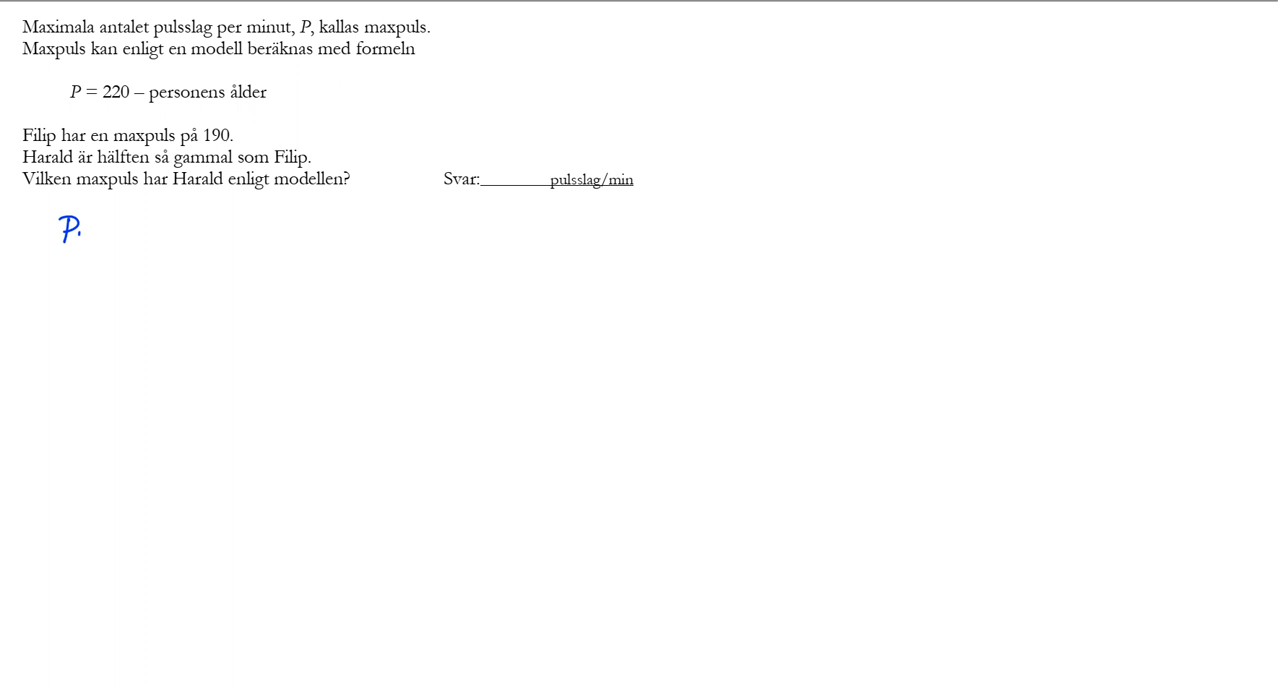 Maximala antalet pulsslag per minut, P, kallas maxpuls.
Maxpuls kan enligt en modell beräknas med formeln
P = 220 – personens ålder
Filip har en maxpuls på 190.
Harald är hälften så gammal som Filip.
Vilken maxpuls har Harald enligt modellen? Svar:________pulsslag/min
P.